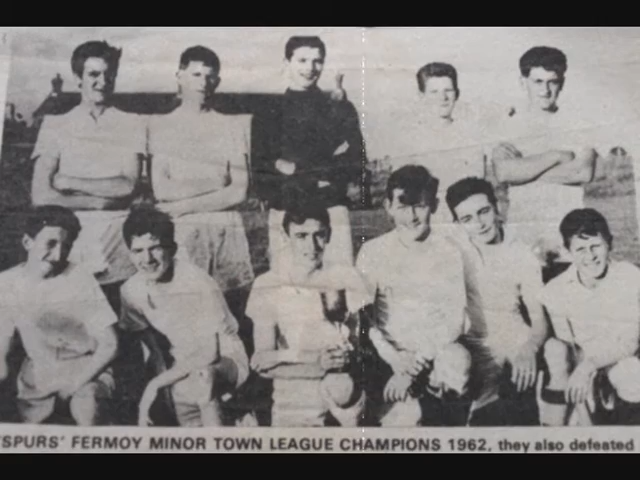 'SPURS' FERMOY MINOR TOWN LEAGUE CHAMPIONS 1962, they also defeated